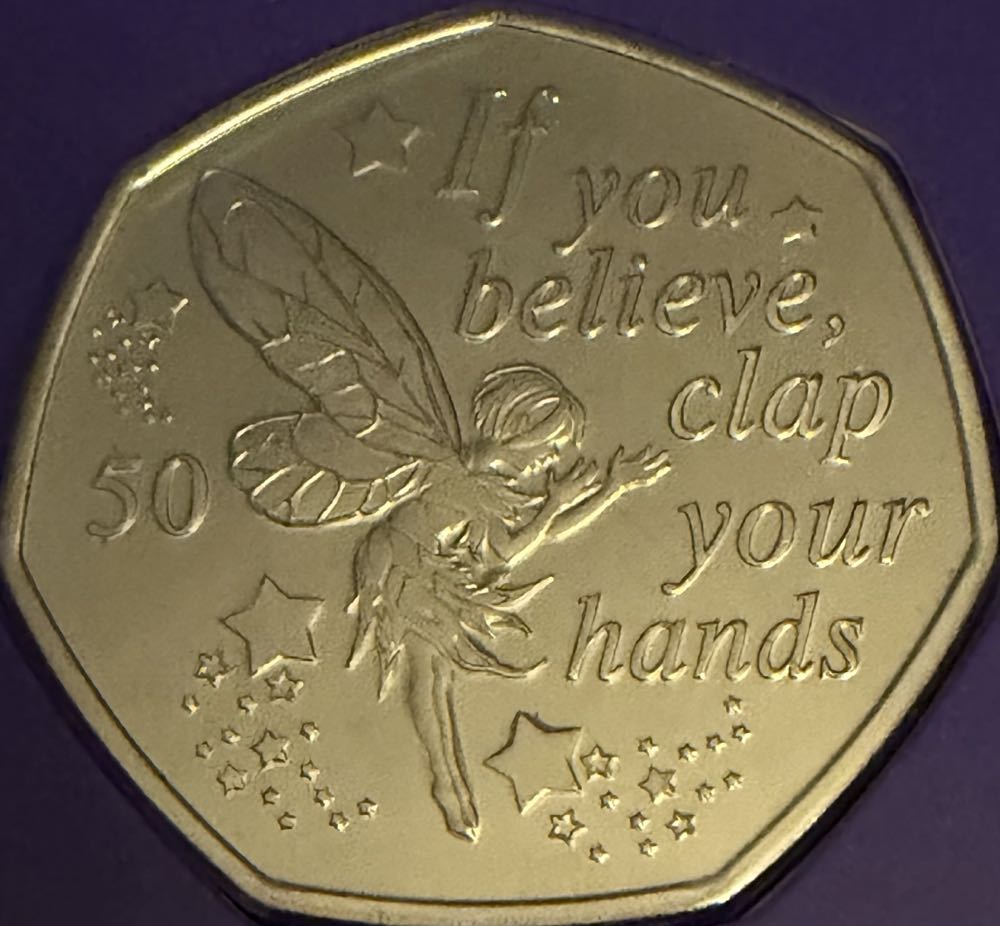 If you
believe,
clap
50
your
hands